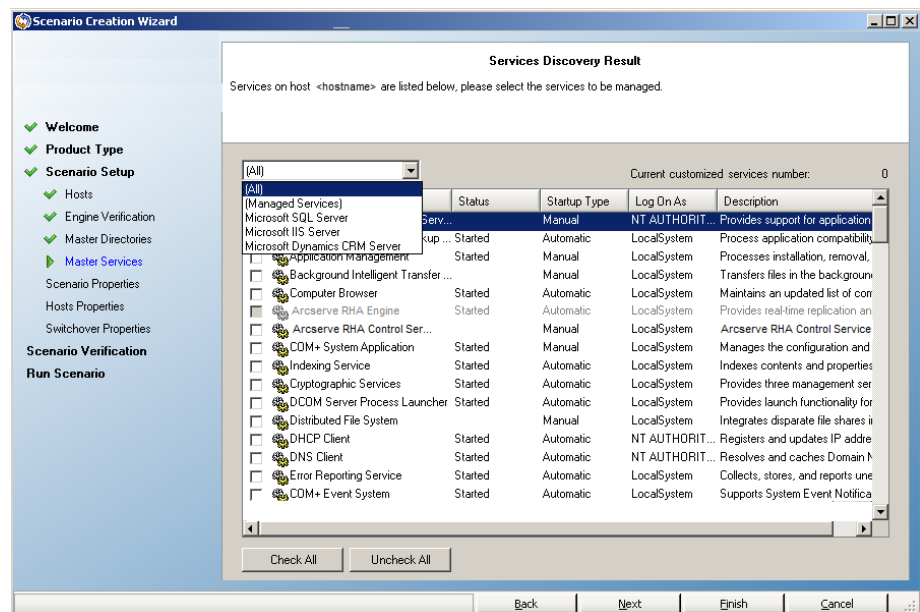 Scenario Creation Wizard
Services Discovery Result
Services on host <hostname> are listed below, please select the services to be managed.
Welcome
Product Type
Scenario Setup
Hosts
Engine Verification
Master Directories
Master Services
Scenario Properties
Hosts Properties
Switchover Properties
Scenario Verification
Run Scenario
(All)
Current customized services number: 0
(All)
(Managed Services)
Microsoft SQL Server
Microsoft IIS Server
Microsoft Dynamics CRM Server
Status Startup Type Log On As Description
Serv... Manual NT AUTHORIT... Provides support for application
kup ... Started Automatic LocalSystem Process application compatibility
Application Management Started Manual LocalSystem Processes installation, removal,
Background Intelligent Transfer ... Manual LocalSystem Transfers files in the backgroun
Computer Browser Started Automatic LocalSystem Maintains an updated list of com
Arcserve RHA Engine Started Automatic LocalSystem Provides real-time replication an
Arcserve RHA Control Ser... Manual LocalSystem Arcserve RHA Control Service
COM+ System Application Started Manual LocalSystem Manages the configuration and
Indexing Service Started Automatic LocalSystem Indexes contents and properties
Cryptographic Services Started Automatic LocalSystem Provides three management ser
DCOM Server Process Launcher Started Automatic LocalSystem Provides launch functionality for
Distributed File System Manual LocalSystem Integrates disparate file shares i
DHCP Client Started Automatic NT AUTHORIT... Registers and updates IP addre
DNS Client Started Automatic NT AUTHORIT... Resolves and caches Domain N
Error Reporting Service Started Automatic LocalSystem Collects, stores, and reports une
COM+ Event System Started Automatic LocalSystem Supports System Event Notifica
Check All Uncheck All
Back Next Finish Cancel